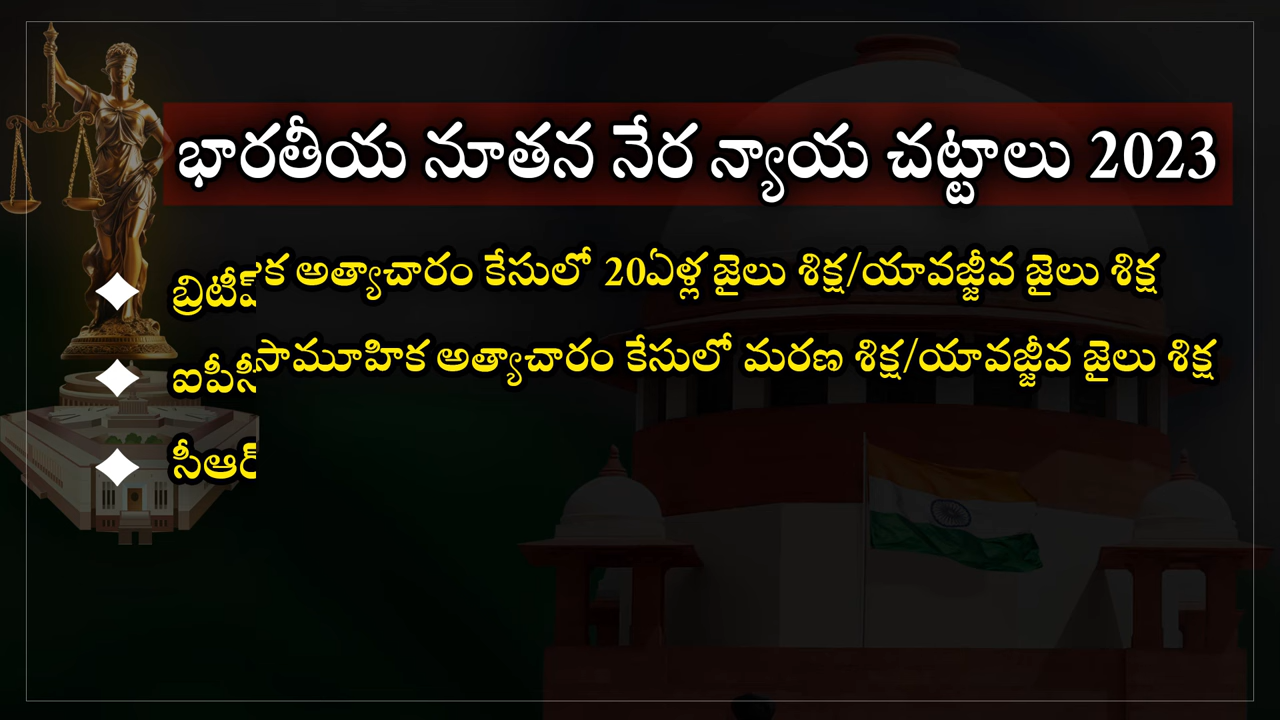 భారతీయ నూతన నేర న్యాయ చట్టాలు 2023
అత్యాచారం కేసులో 20ఏళ్ల జైలు శిక్ష/యావజ్జీవ జైలు శిక్ష
సామూహిక అత్యాచారం కేసులో మరణ శిక్ష/యావజ్జీవ జైలు శిక్ష